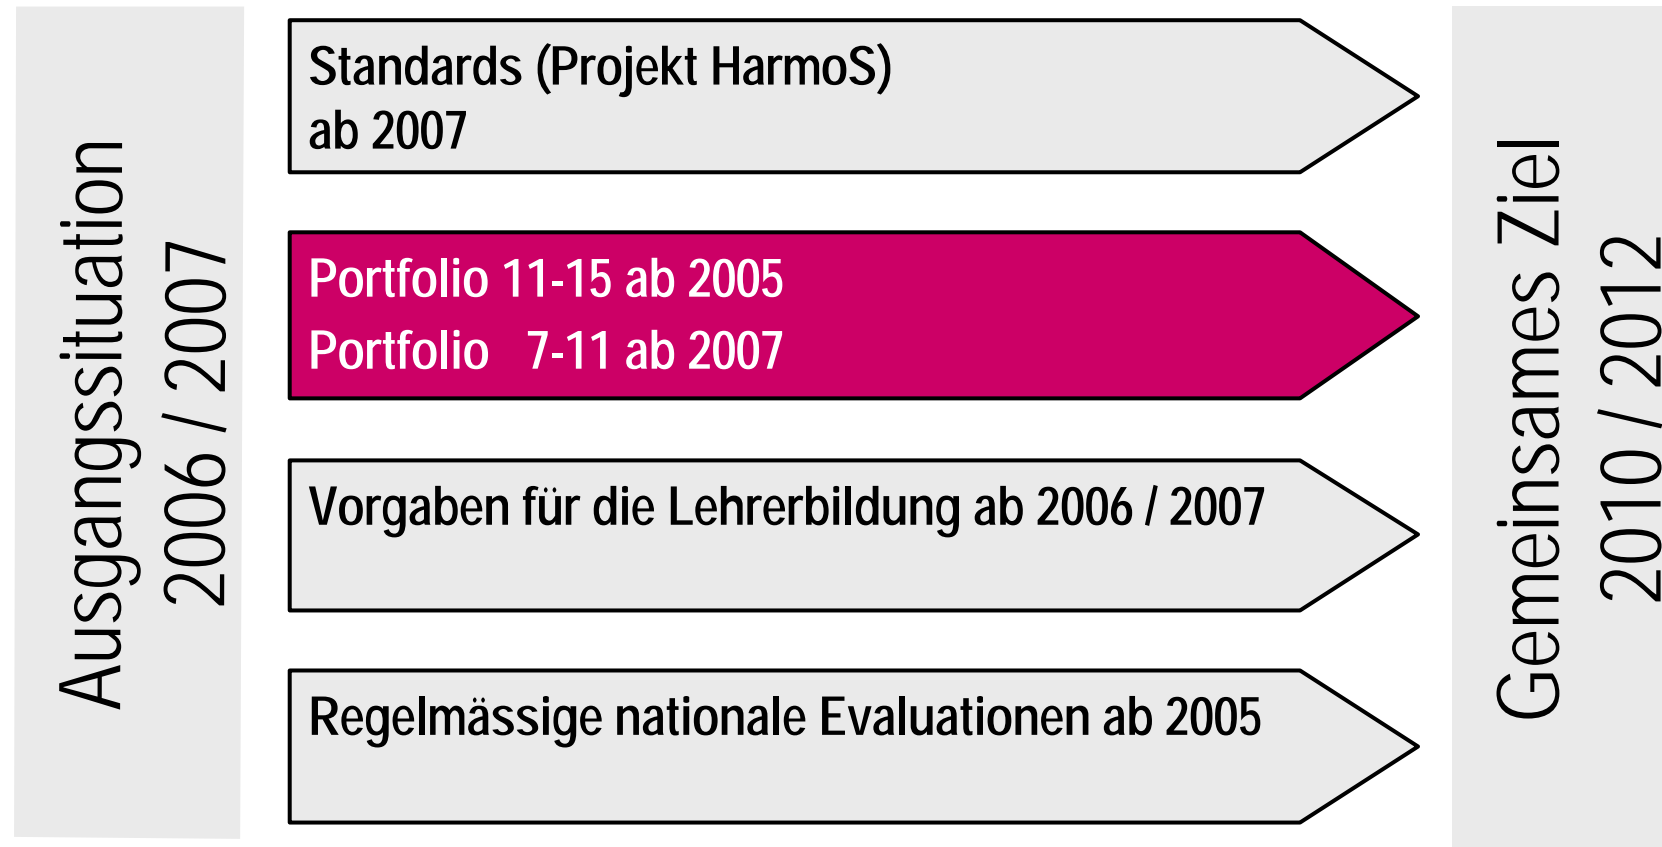 Ausgangssituation
2006 / 2007
Standards (Projekt HarmoS)
ab 2007
Portfolio 11-15 ab 2005
Portfolio 7-11 ab 2007
Vorgaben für die Lehrerbildung ab 2006 / 2007
Regelmässige nationale Evaluationen ab 2005
Gemeinsames Ziel
2010 / 2012